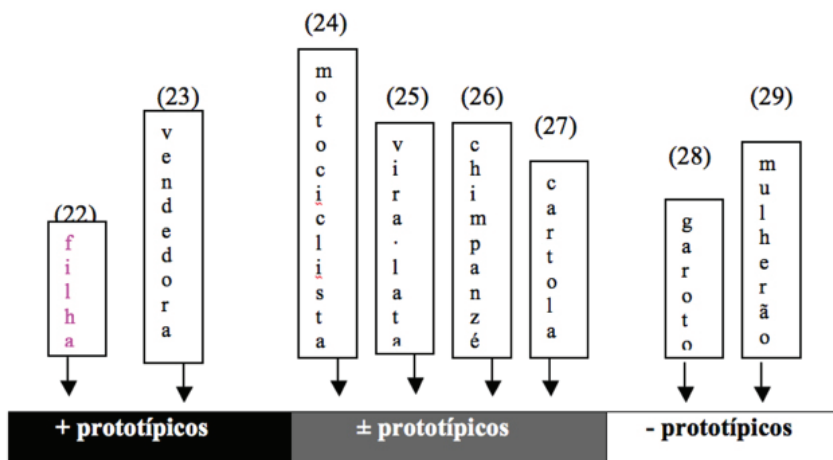 (22)
filha
(23)
vendedora
(24)
motociclista
(25)
vira-lata
(26)
chimpanzé
(27)
cartola
(28)
garoto
(29)
mulherão
+ prototípicos
± prototípicos
- prototípicos